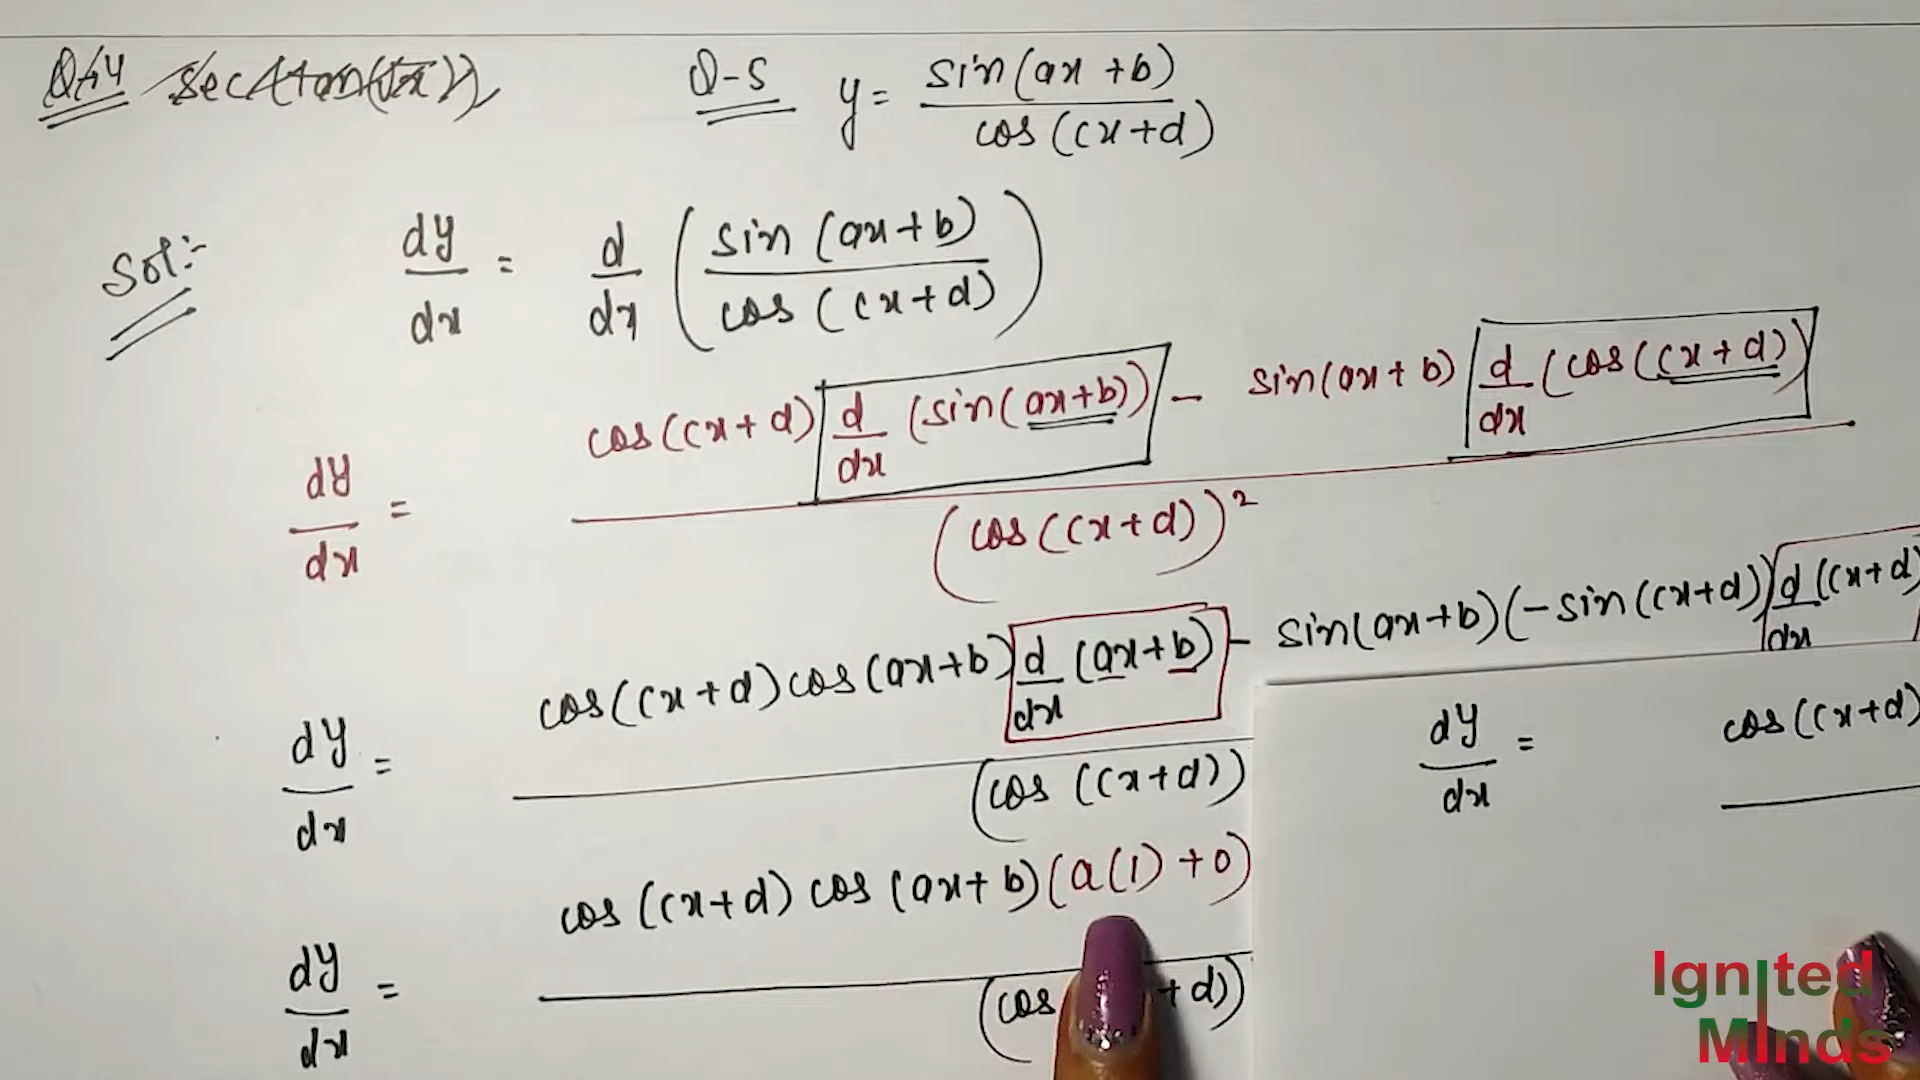 Q-4 sec(tan(√x))
Q-5 y = sin(ax+b) / cos(cx+d)
Sol:- dy/dx = d/dx ( sin(ax+b) / cos(cx+d) )
cos(cx+d) d/dx (sin(ax+b)) - sin(ax+b) d/dx (cos(cx+d))
dy/dx =
(cos(cx+d))²
cos(cx+d) cos(ax+b) d/dx (ax+b) - sin(ax+b)(-sin(cx+d)) d/dx (cx+d)
dy/dx =
(cos(cx+d))
cos(cx+d) cos(ax+b) (a(1)+0)
dy/dx =
(cos +d))
dy/dx =
cos(cx+d)
Ignited
Minds